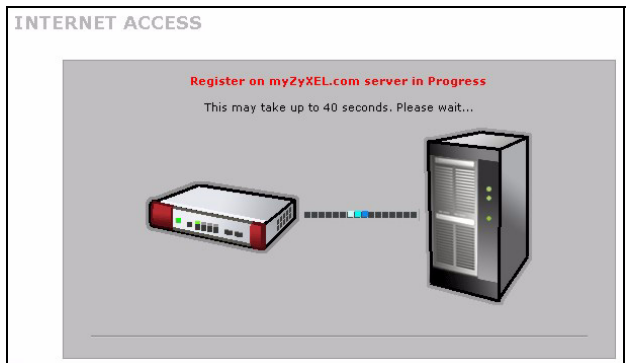 INTERNET ACCESS
Register on myZyXEL.com server in Progress
This may take up to 40 seconds. Please wait...